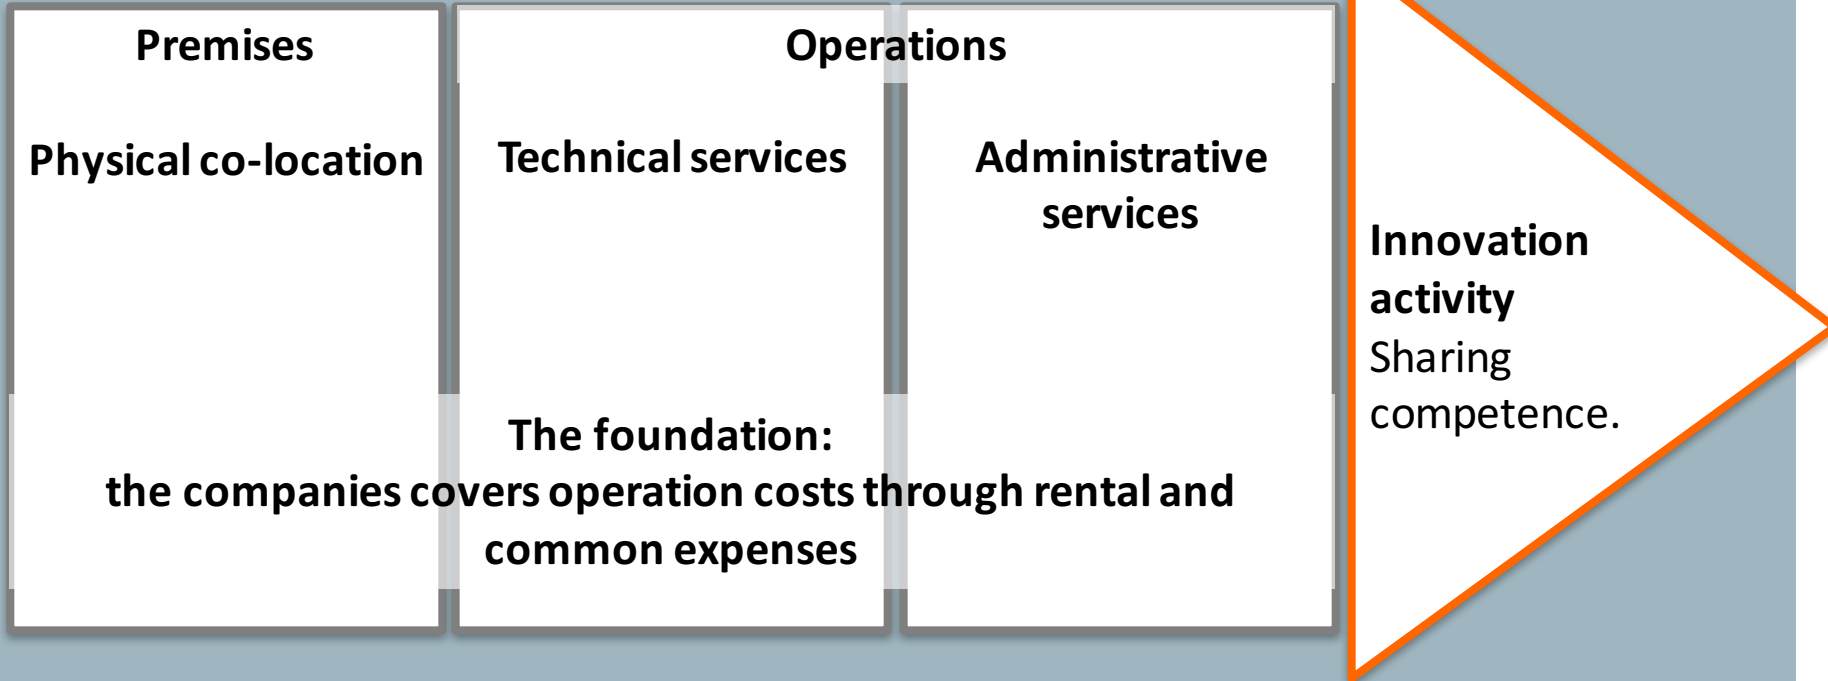 Premises
Operations
Physical co-location
Technical services
Administrative
services
The foundation:
the companies covers operation costs through rental and
common expenses
Innovation
activity
Sharing
competence.